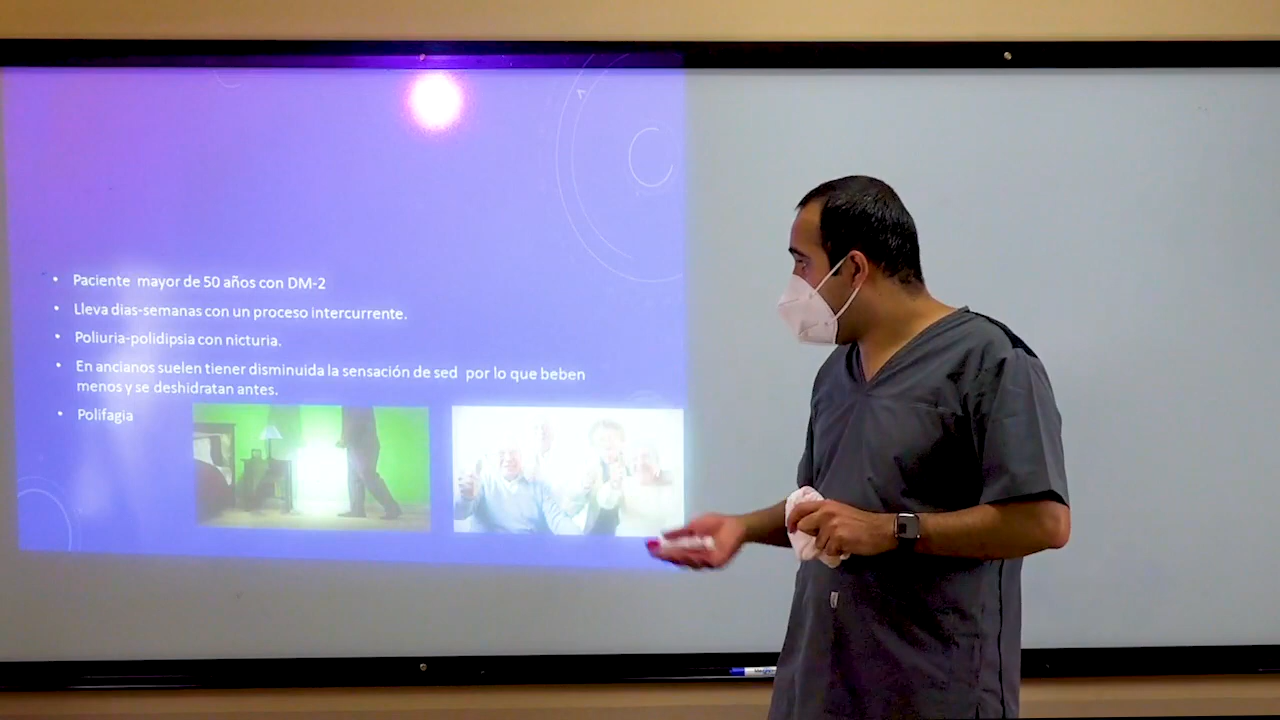 • Paciente mayor de 50 años con DM-2
• Lleva dias-semanas con un proceso intercurrente.
• Poliuria-polidipsia con nicturia.
• En ancianos suelen tiener disminuida la sensación de sed por lo que beben
menos y se deshidratan antes.
• Polifagia